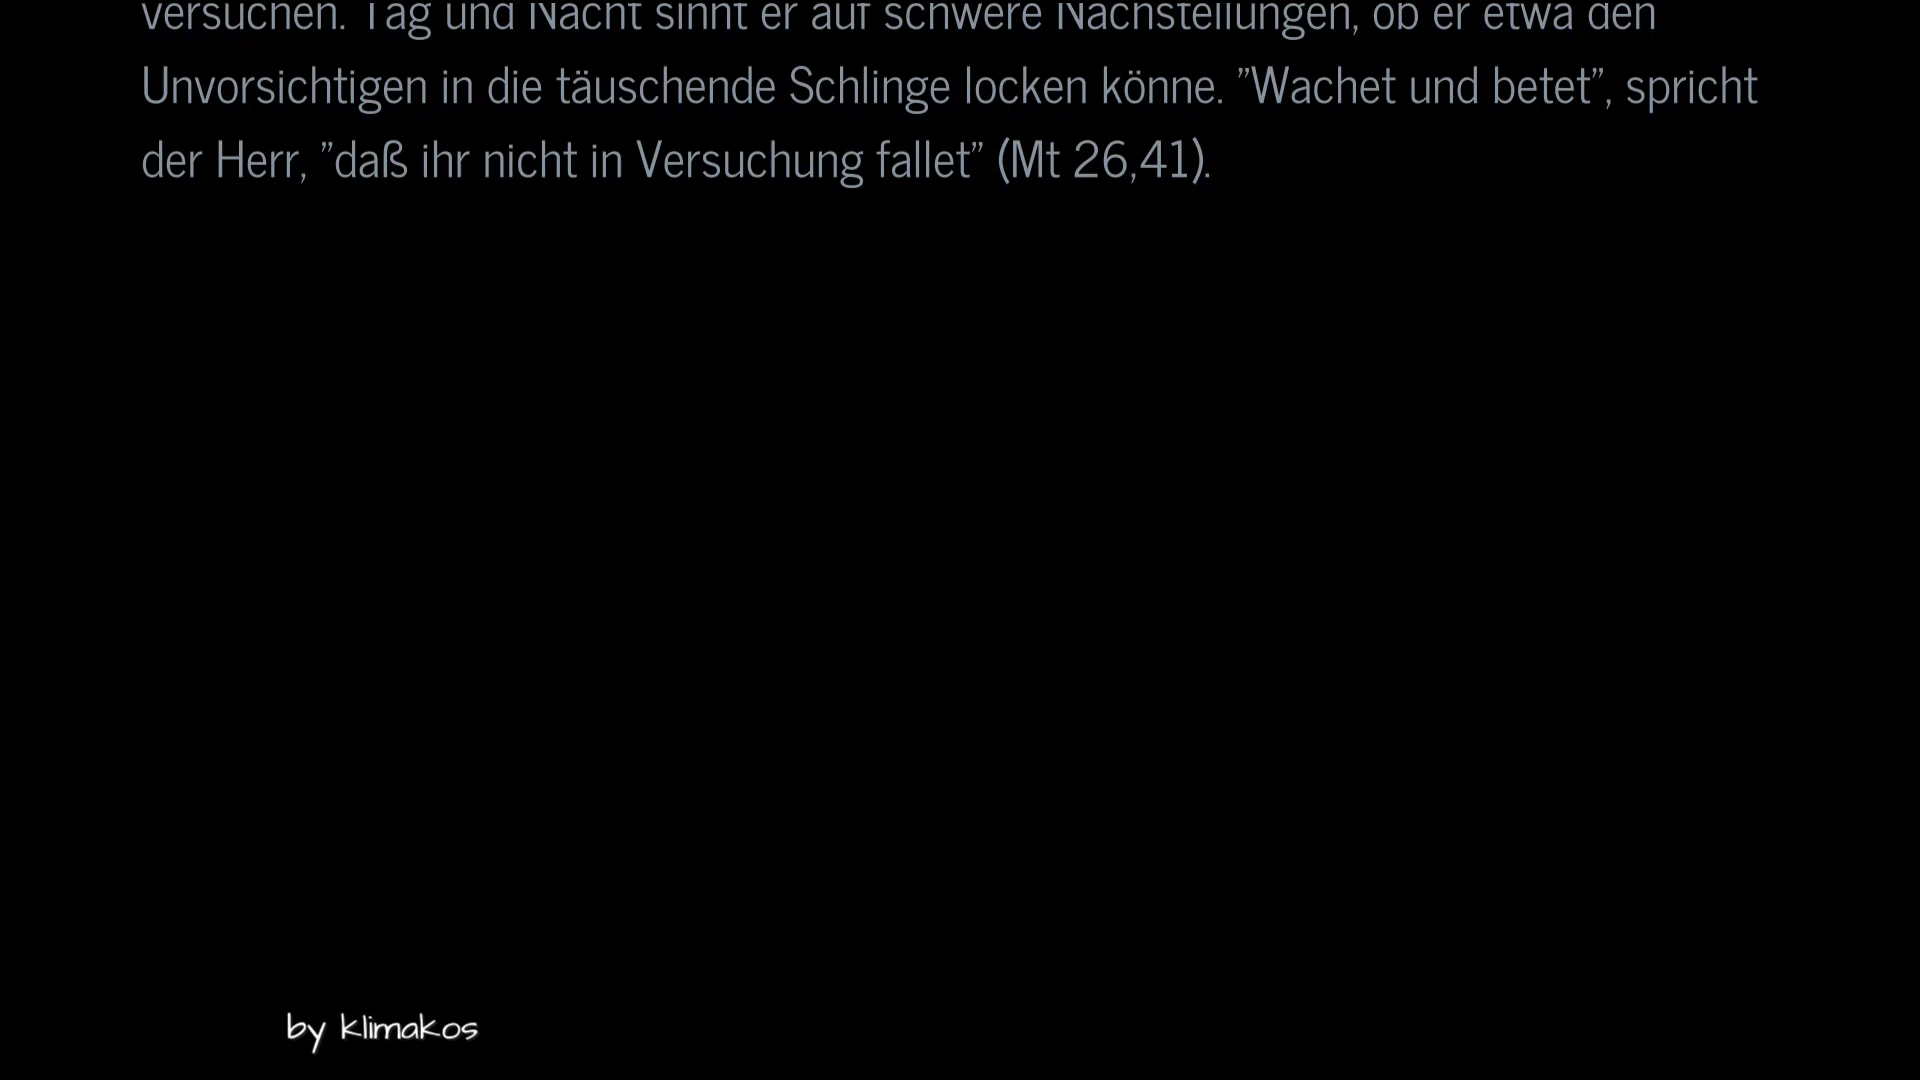 versuchen. Tag und Nacht sinnt er auf schwere Nachstellungen, ob er etwa den
Unvorsichtigen in die täuschende Schlinge locken könne. ”Wachet und betet”, spricht
der Herr, ”daß ihr nicht in Versuchung fallet” (Mt 26,41).
by klimakos